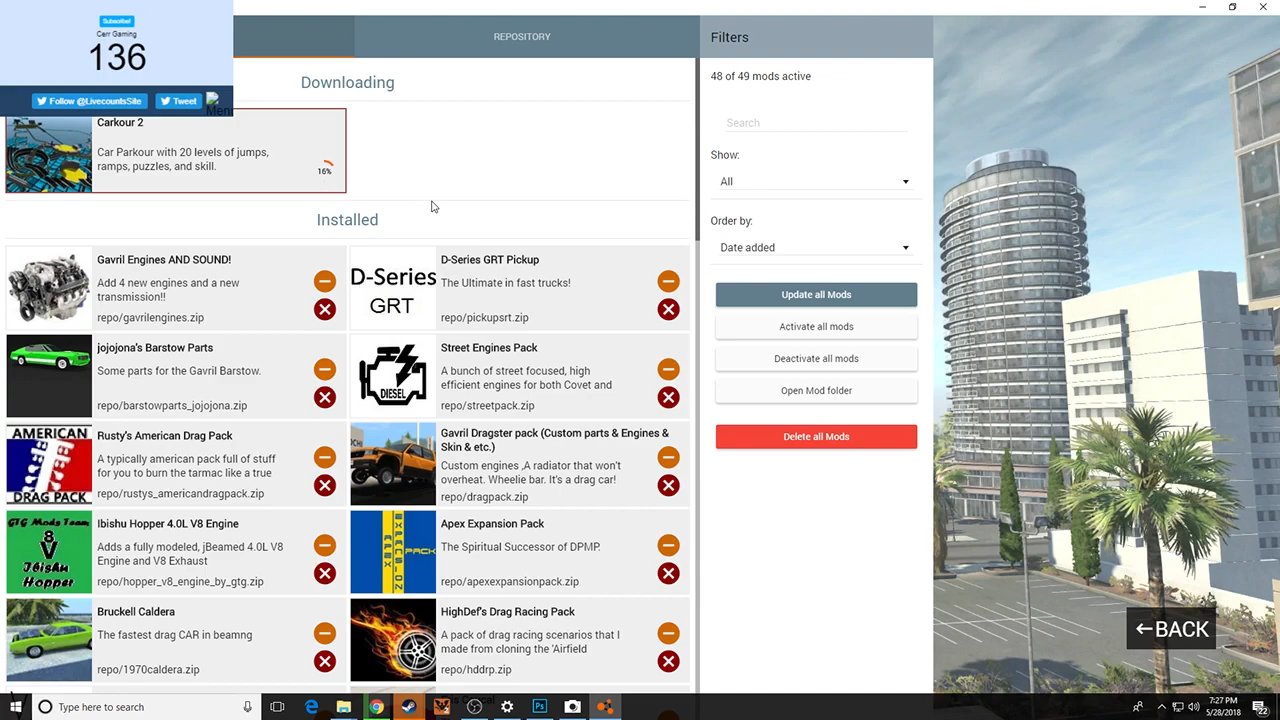 Subscribe!
Cerr Gaming
136
Follow @LivecountsSite
Tweet
REPOSITORY
Downloading
Carkour 2
Car Parkour with 20 levels of jumps,
ramps, puzzles, and skill.
16%
Installed
Gavril Engines AND SOUND!
Add 4 new engines and a new
transmission!!
repo/gavrilengines.zip
D-Series
GRT
D-Series GRT Pickup
The Ultimate in fast trucks!
repo/pickupsrt.zip
jojojona's Barstow Parts
Some parts for the Gavril Barstow.
repo/barstowparts_jojojona.zip
DIESEL
Street Engines Pack
A bunch of street focused, high
efficient engines for both Covet and
repo/streetpack.zip
AMERICAN
DRAG PACK
Rusty's American Drag Pack
A typically american pack full of stuff
for you to burn the tarmac like a true
repo/rustys_americandragpack.zip
Gavril Dragster pack (Custom parts & Engines &
Skin & etc.)
Custom engines ,A radiator that won't
overheat. Wheelie bar. It's a drag car!
repo/dragpack.zip
GTG Mods Team
V
8
Ibishu
Hopper
Ibishu Hopper 4.0L V8 Engine
Adds a fully modeled, jBeamed 4.0L V8
Engine and V8 Exhaust
repo/hopper_v8_engine_by_gtg.zip
APEX
EXPANSION
PACK
Apex Expansion Pack
The Spiritual Successor of DPMP.
repo/apexexpansionpack.zip
Bruckell Caldera
The fastest drag CAR in beamng
repo/1970caldera.zip
HighDef's Drag Racing Pack
A pack of drag racing scenarios that I
made from cloning the 'Airfield
repo/hddrp.zip
Filters
48 of 49 mods active
Search
Show:
All
Order by:
Date added
Update all Mods
Activate all mods
Deactivate all mods
Open Mod folder
Delete all Mods
←BACK
Type here to search
7:27 PM
5/28/2018
22